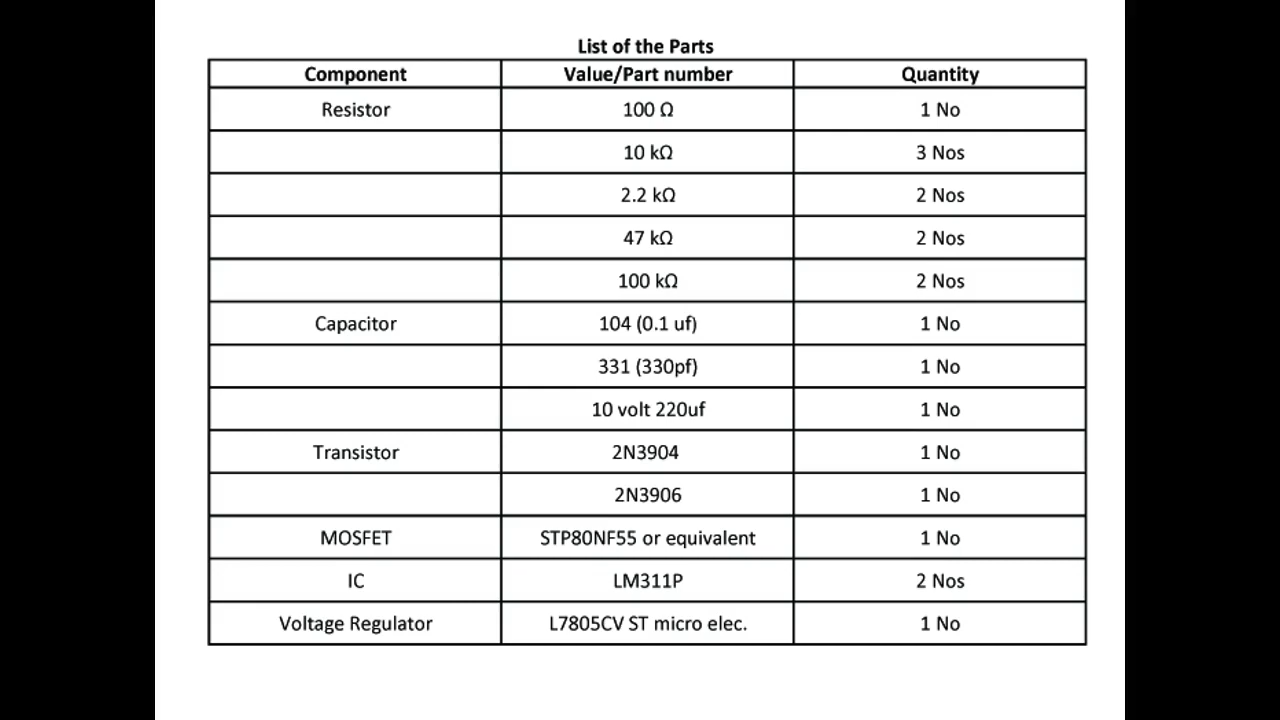 List of the Parts
Component Value/Part number Quantity
Resistor 100 Ω 1 No
10 kΩ 3 Nos
2.2 kΩ 2 Nos
47 kΩ 2 Nos
100 kΩ 2 Nos
Capacitor 104 (0.1 uf) 1 No
331 (330pf) 1 No
10 volt 220uf 1 No
Transistor 2N3904 1 No
2N3906 1 No
MOSFET STP80NF55 or equivalent 1 No
IC LM311P 2 Nos
Voltage Regulator L7805CV ST micro elec. 1 No